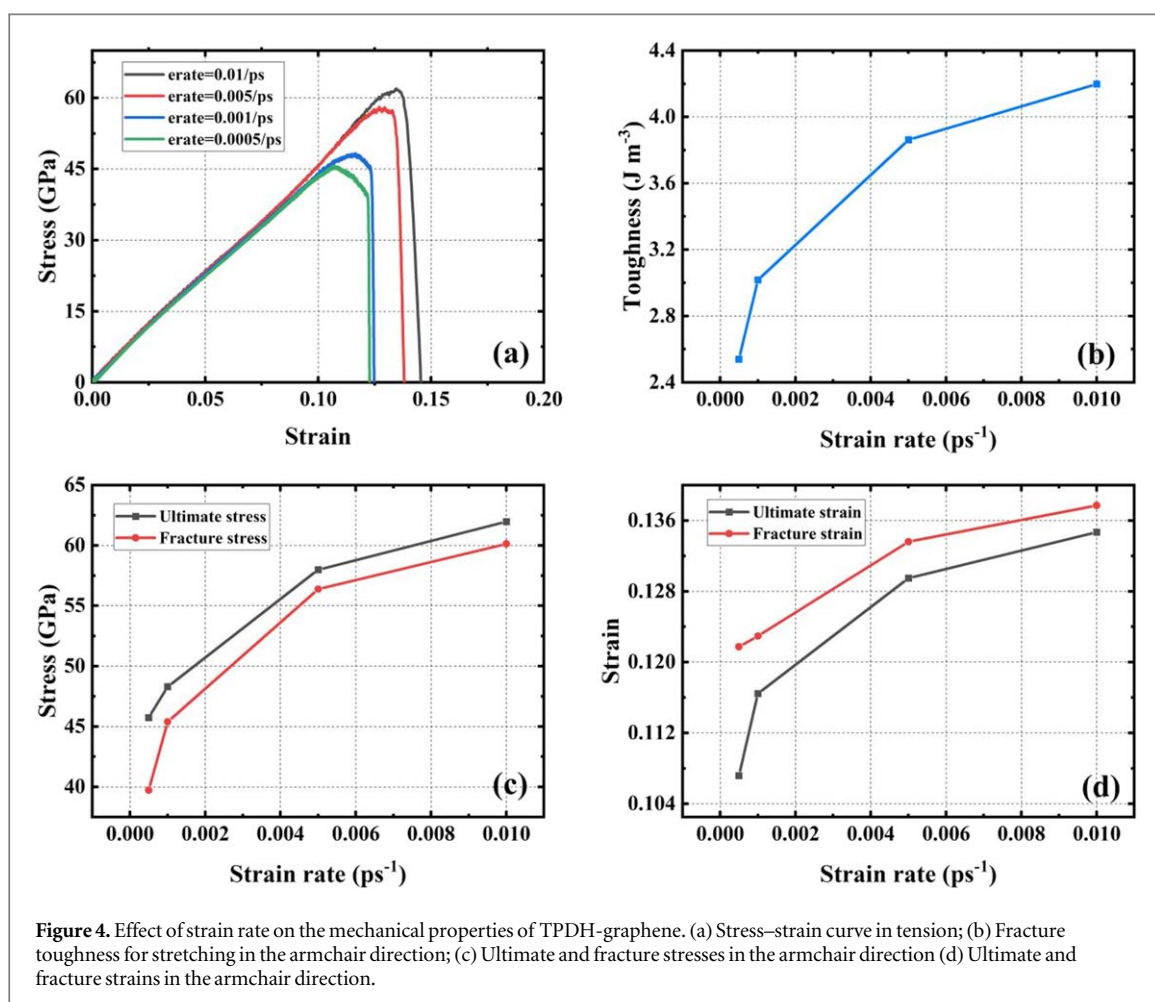 60
45
30
15
0
Stress (GPa)
erate=0.01/ps
erate=0.005/ps
erate=0.001/ps
erate=0.0005/ps
(a)
0.00 0.05 0.10 0.15 0.20
Strain
4.4
4.0
3.6
3.2
2.8
2.4
Toughness (J m⁻³)
(b)
0.000 0.002 0.004 0.006 0.008 0.010
Strain rate (ps⁻¹)
65
60
55
50
45
40
Stress (GPa)
Ultimate stress
Fracture stress
(c)
0.000 0.002 0.004 0.006 0.008 0.010
Strain rate (ps⁻¹)
0.136
0.128
0.120
0.112
0.104
Strain
Ultimate strain
Fracture strain
(d)
0.000 0.002 0.004 0.006 0.008 0.010
Strain rate (ps⁻¹)
Figure 4. Effect of strain rate on the mechanical properties of TPDH-graphene. (a) Stress–strain curve in tension; (b) Fracture
toughness for stretching in the armchair direction; (c) Ultimate and fracture stresses in the armchair direction (d) Ultimate and
fracture strains in the armchair direction.